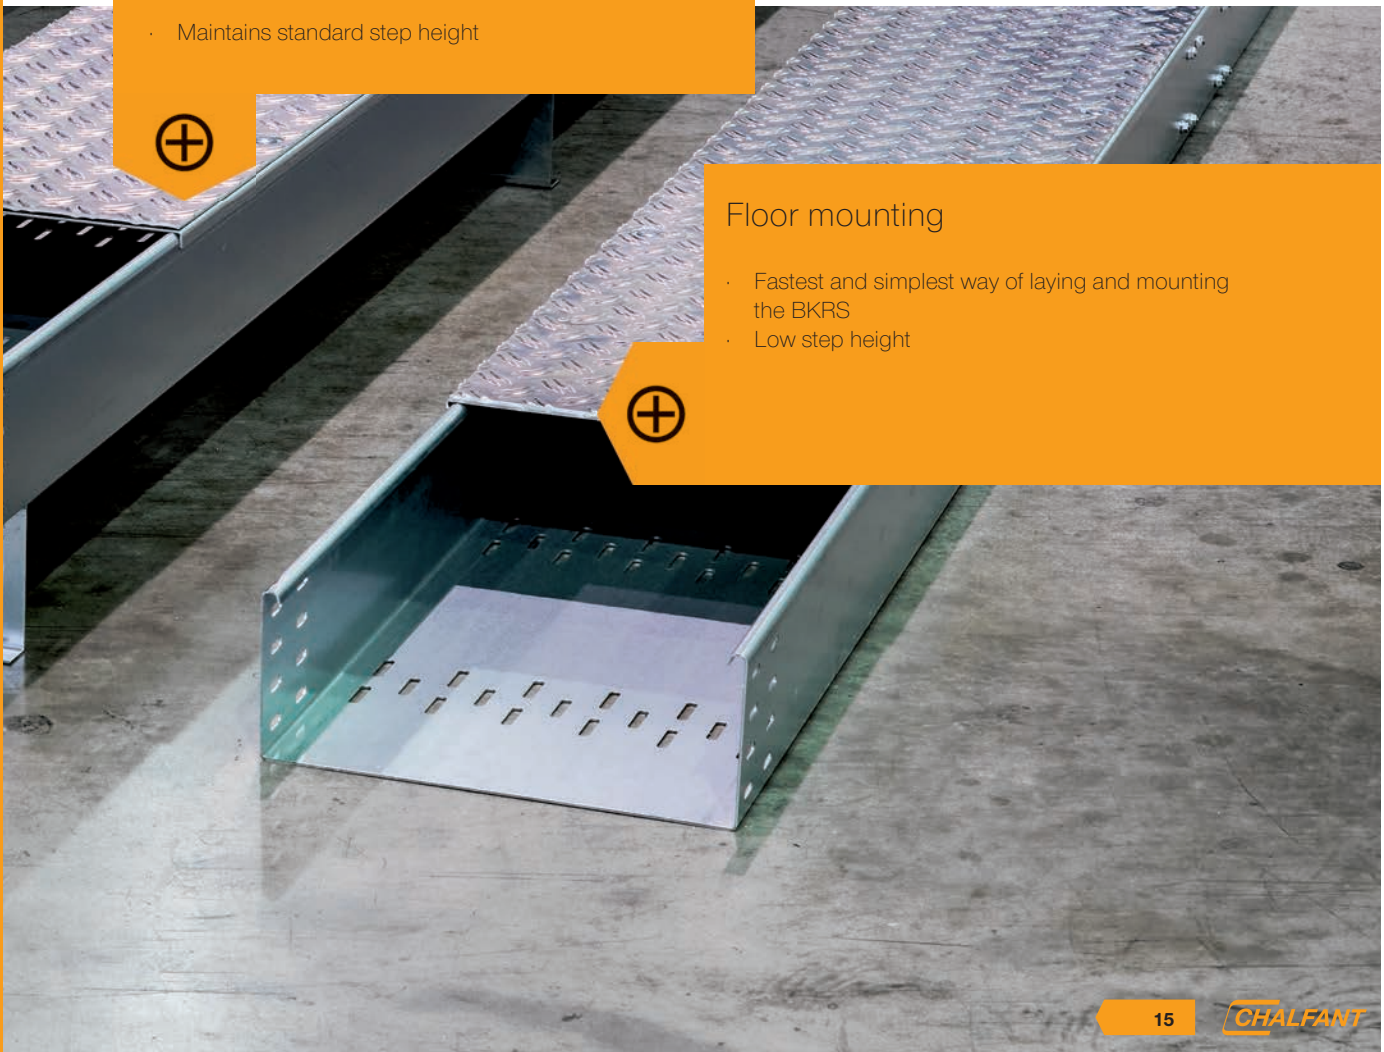 · Maintains standard step height
Floor mounting
· Fastest and simplest way of laying and mounting
the BKRS
· Low step height
15
CHALFANT